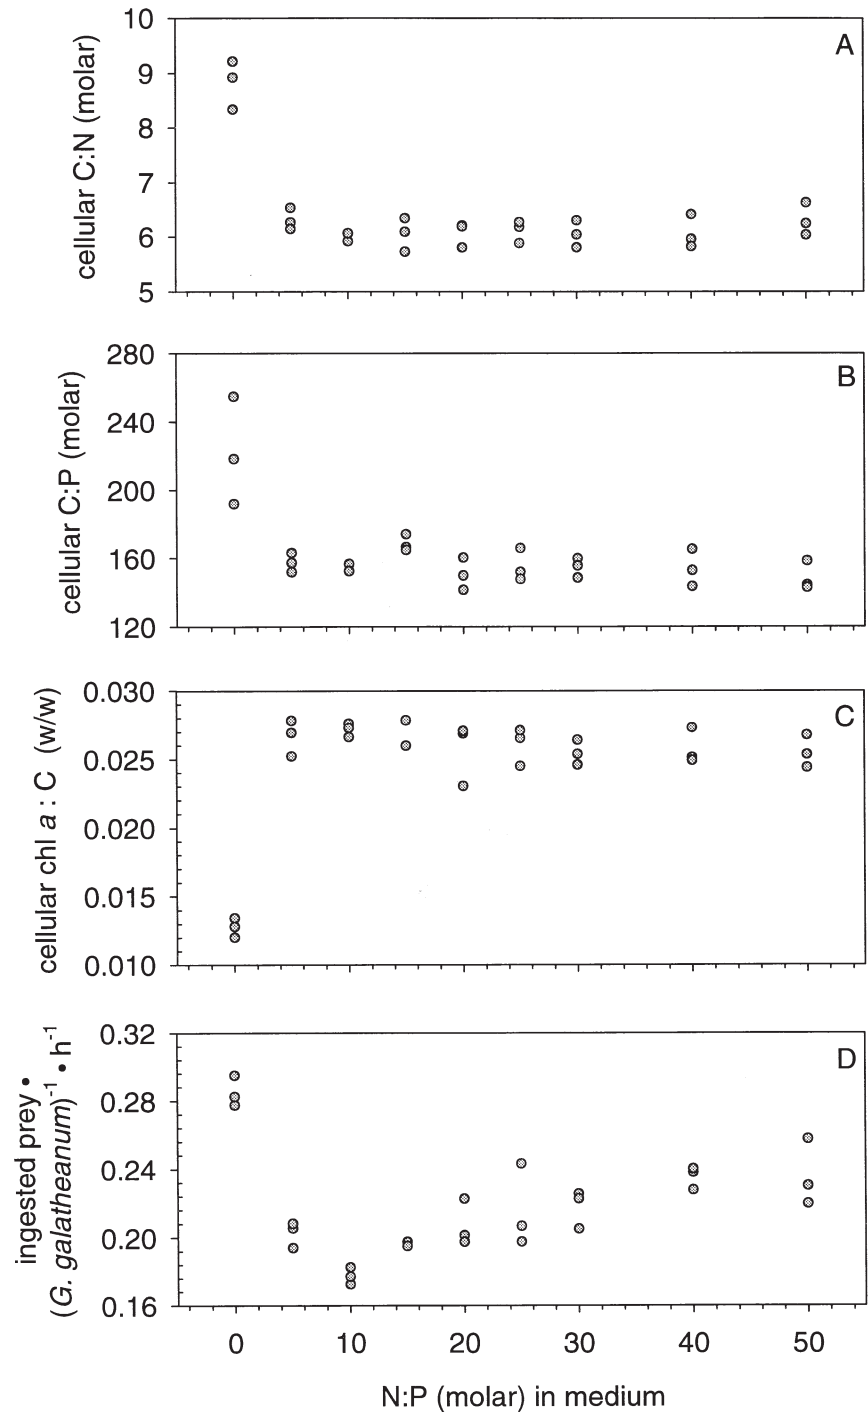 A
10
9
8
7
6
5
cellular C:N (molar)
B
280
240
200
160
120
cellular C:P (molar)
C
0.030
0.025
0.020
0.015
0.010
cellular chl a : C (w/w)
D
0.32
0.28
0.24
0.20
0.16
ingested prey •
(G. galatheanum)⁻¹ • h⁻¹
0 10 20 30 40 50
N:P (molar) in medium